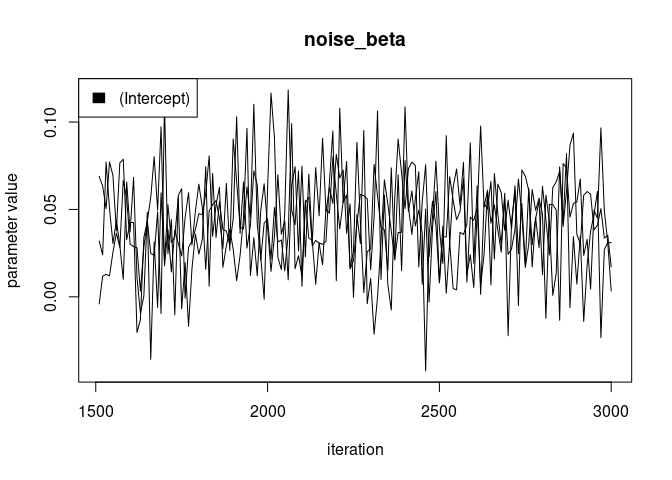 noise_beta
(Intercept)
0.10
0.05
0.00
parameter value
1500 2000 2500 3000
iteration